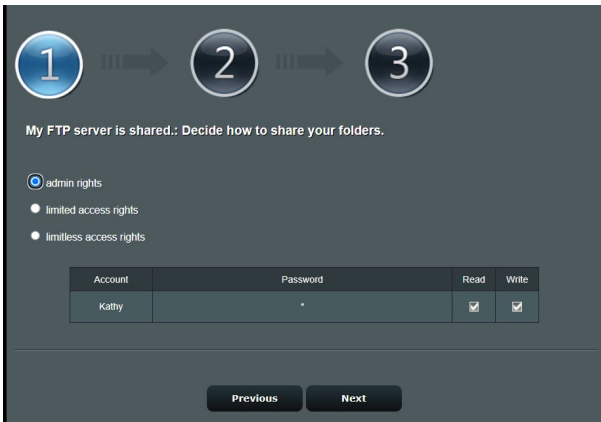 1 2 3
My FTP server is shared.: Decide how to share your folders.
admin rights
limited access rights
limitless access rights
Account Password Read Write
Kathy *
Previous Next